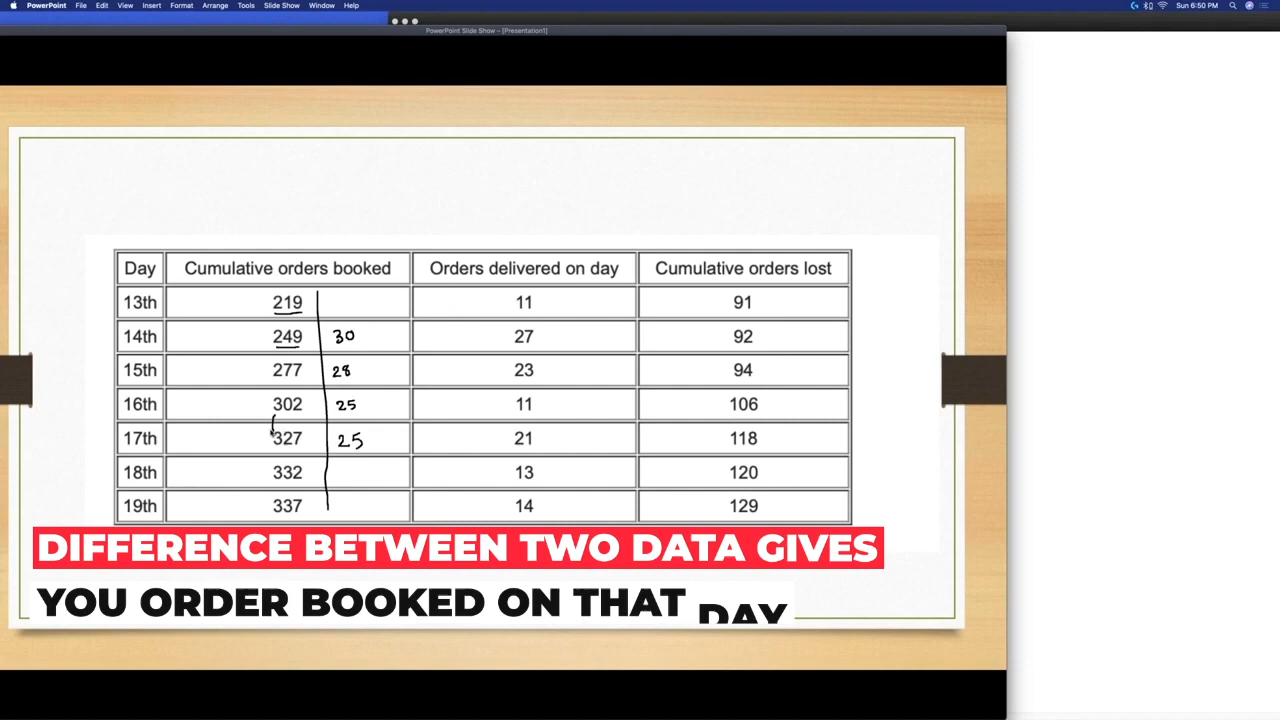 PowerPoint File Edit View Insert Format Arrange Tools Slide Show Window Help Sun 6:50 PM
PowerPoint Slide Show – [Presentation1]
Day Cumulative orders booked Orders delivered on day Cumulative orders lost
13th 219 11 91
14th 249 30 27 92
15th 277 28 23 94
16th 302 25 11 106
17th 327 25 21 118
18th 332 13 120
19th 337 14 129
DIFFERENCE BETWEEN TWO DATA GIVES
YOU ORDER BOOKED ON THAT DAY